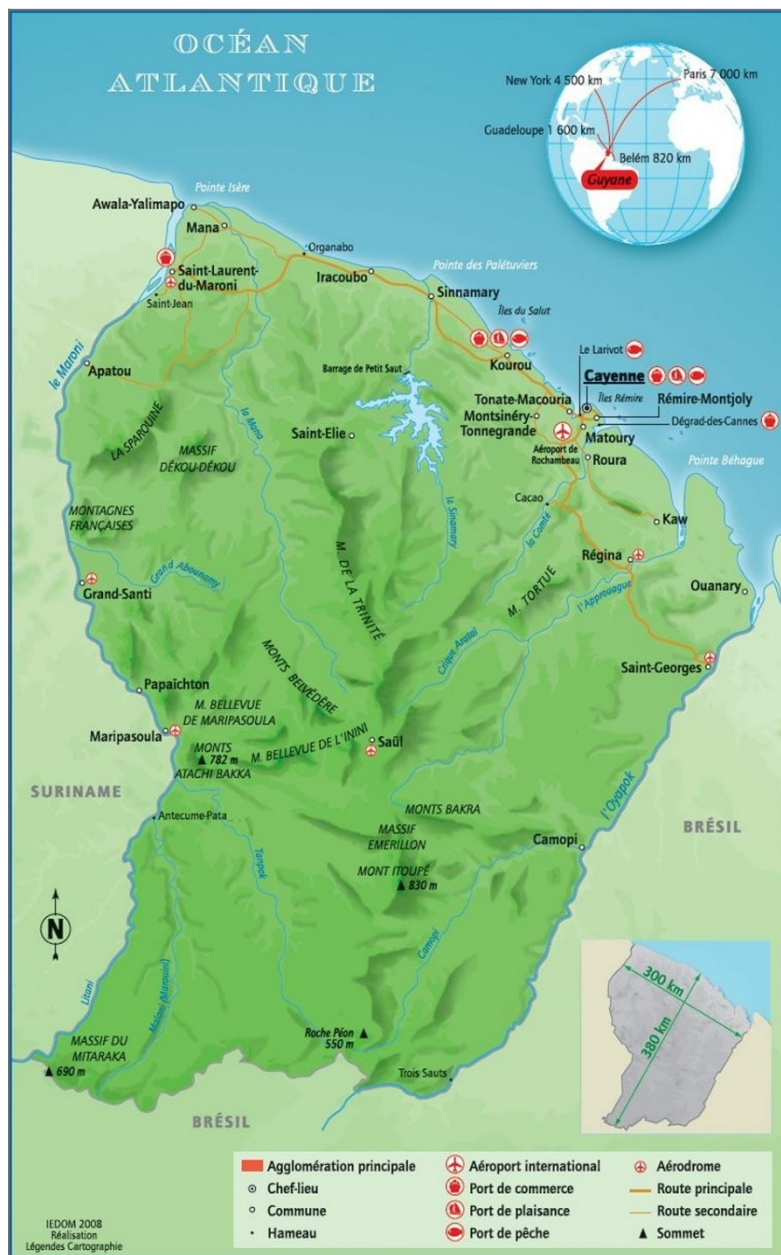 OCÉAN
ATLANTIQUE
New York 4 500 km
Paris 7 000 km
Guadeloupe 1 600 km
Belém 820 km
Guyane
Pointe Isère
Awala-Yalimapo
Mana
Organabo
Saint-Laurent-
du-Maroni
Saint-Jean
Iracoubo
Pointe des Palétuviers
Sinnamary
Îles du Salut
Kourou
Le Larivot
Cayenne
Îles Rémire
Rémire-Montjoly
Dégrad-des-Cannes
le Maroni
Apatou
Barrage de Petit Saut
Tonate-Macouria
Montsinéry-
Tonnegrande
Matoury
Aéroport de
Rochambeau
Roura
Pointe Béhague
la Mana
LA SPAROUINE
MASSIF
DÉKOU-DÉKOU
Saint-Elie
le Sinamary
Cacao
la Comté
Kaw
MONTAGNES
FRANÇAISES
Grand Abounamy
Grand-Santi
M. DE LA TRINITÉ
M. TORTUE
Régina
l'Approuague
Ouanary
Crique Arataï
Saint-Georges
Papaïchton
MONTS BELVÉDÈRE
M. BELLEVUE
DE MARIPASOULA
Maripasoula
MONTS
782 m
ATACHI BAKKA
M. BELLEVUE DE L'ININI
Saül
SURINAME
Antecume-Pata
MONTS BAKRA
MASSIF
EMERILLON
MONT ITOUPÉ
830 m
Camopi
l'Oyapok
BRÉSIL
Tanpok
Camopi
N
Litani
Malani (Marouini)
MASSIF DU
MITARAKA
690 m
Roche Péon
550 m
Trois Sauts
BRÉSIL
300 km
380 km
Agglomération principale
Chef-lieu
Commune
Hameau
Aéroport international
Port de commerce
Port de plaisance
Port de pêche
Aérodrome
Route principale
Route secondaire
Sommet
IEDOM 2008
Réalisation
Légendes Cartographie